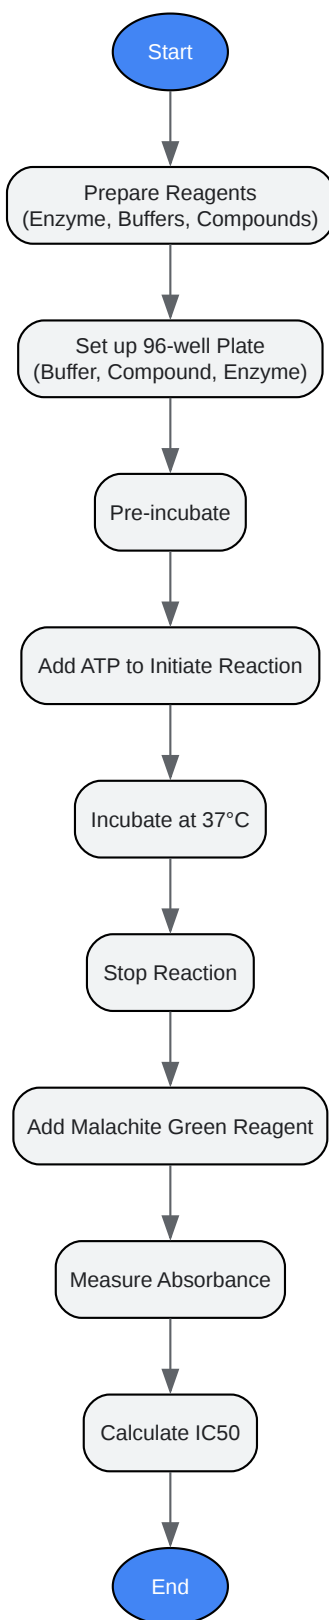 Start
Prepare Reagents
(Enzyme, Buffers, Compounds)
Set up 96-well Plate
(Buffer, Compound, Enzyme)
Pre-incubate
Add ATP to Initiate Reaction
Incubate at 37°C
Stop Reaction
Add Malachite Green Reagent
Measure Absorbance
Calculate IC50
End